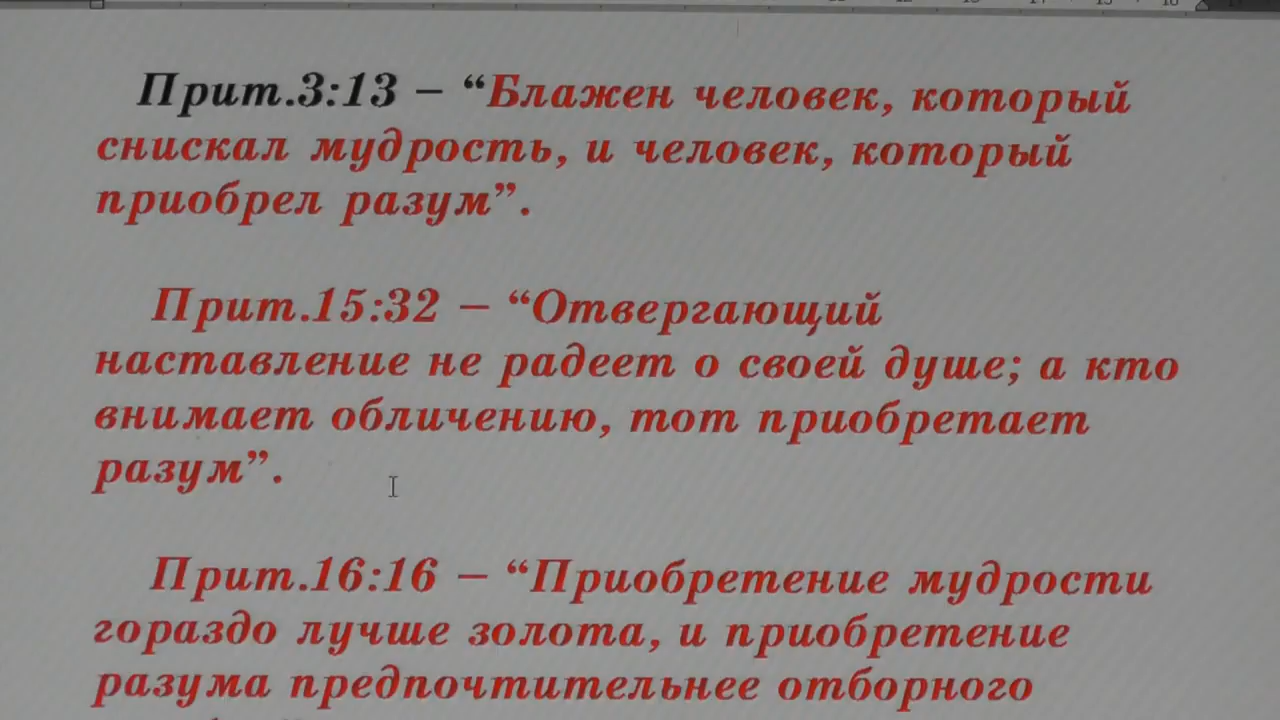 Прит.3:13 – “Блажен человек, который
снискал мудрость, и человек, который
приобрел разум”.
Прит.15:32 – “Отвергающий
наставление не радеет о своей душе; а кто
внимает обличению, тот приобретает
разум”.
Прит.16:16 – “Приобретение мудрости
гораздо лучше золота, и приобретение
разума предпочтительнее отборного